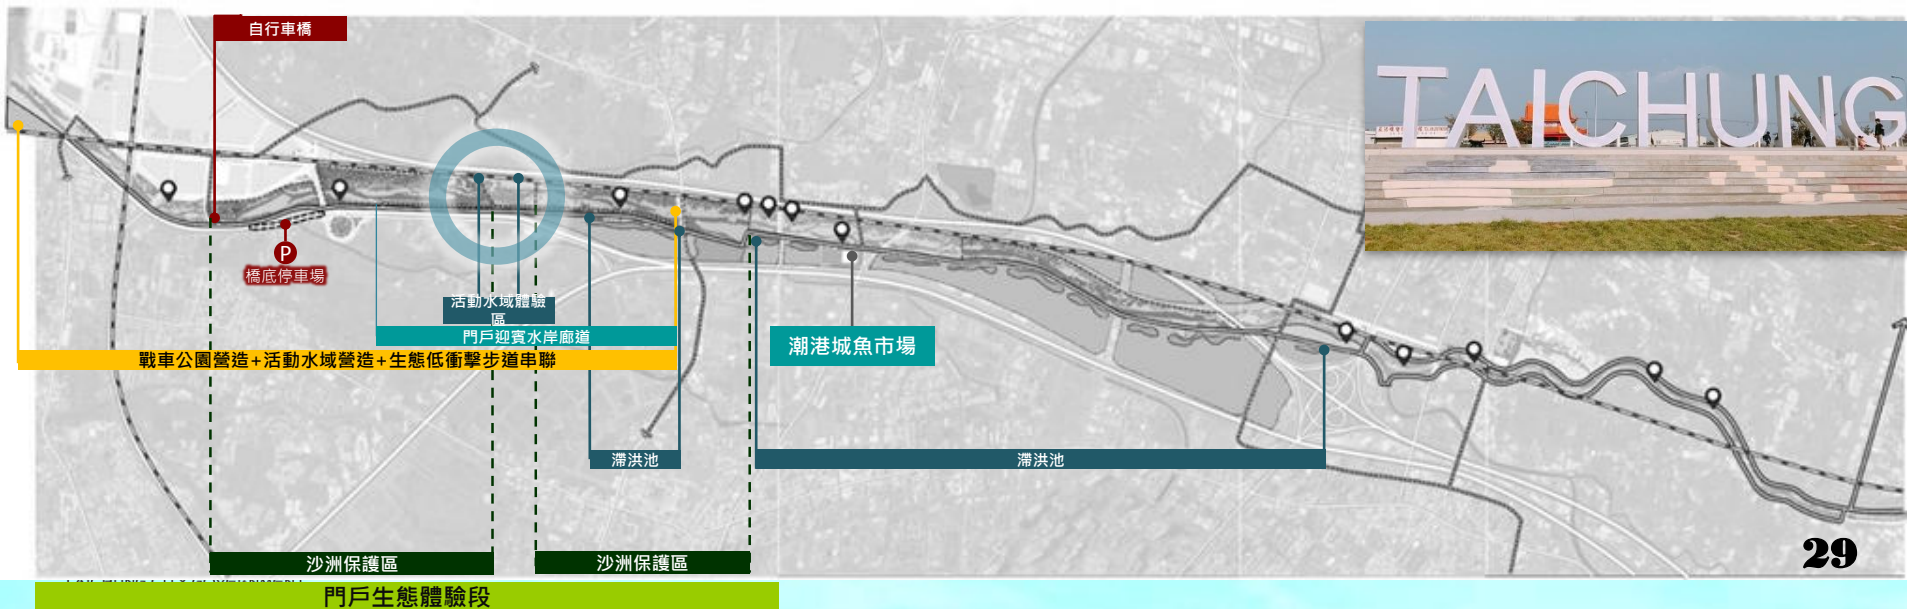 自行車橋
TAICHUNG
P
橋底停車場
活動水域體驗
區
門戶迎賓水岸廊道
戰車公園營造+活動水域營造+生態低衝擊步道串聯
潮港城魚市場
滯洪池
滯洪池
沙洲保護區
沙洲保護區
29
門戶生態體驗段